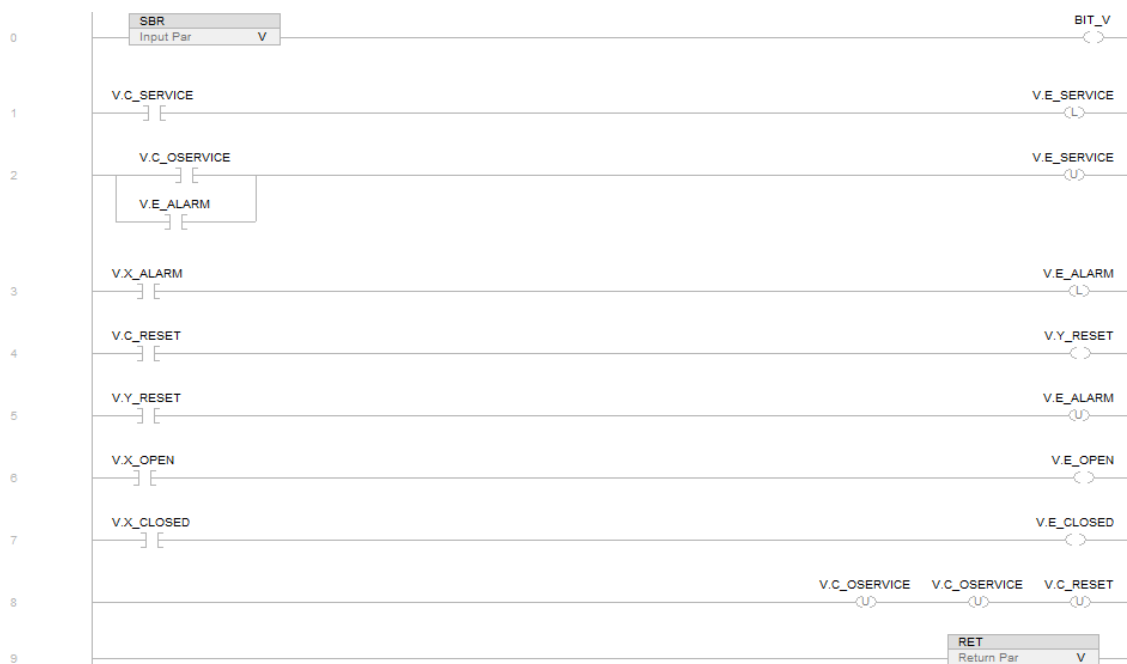 SBR
Input Par V
BIT_V
0
V.C_SERVICE
V.E_SERVICE
L
1
V.C_OSERVICE
V.E_SERVICE
U
2
V.E_ALARM
V.X_ALARM
V.E_ALARM
L
3
V.C_RESET
V.Y_RESET
4
V.Y_RESET
V.E_ALARM
U
5
V.X_OPEN
V.E_OPEN
6
V.X_CLOSED
V.E_CLOSED
7
V.C_OSERVICE V.C_OSERVICE V.C_RESET
U U U
8
RET
Return Par V
9